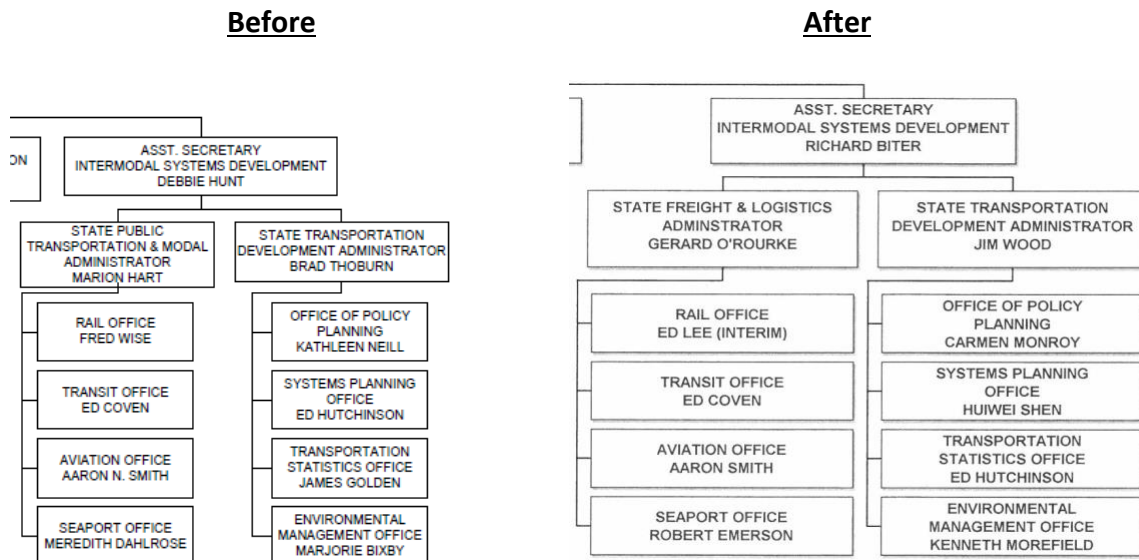 Before
ON
ASST. SECRETARY
INTERMODAL SYSTEMS DEVELOPMENT
DEBBIE HUNT
STATE PUBLIC
TRANSPORTATION & MODAL
ADMINISTRATOR
MARION HART
STATE TRANSPORTATION
DEVELOPMENT ADMINISTRATOR
BRAD THOBURN
RAIL OFFICE
FRED WISE
OFFICE OF POLICY
PLANNING
KATHLEEN NEILL
TRANSIT OFFICE
ED COVEN
SYSTEMS PLANNING
OFFICE
ED HUTCHINSON
AVIATION OFFICE
AARON N. SMITH
TRANSPORTATION
STATISTICS OFFICE
JAMES GOLDEN
SEAPORT OFFICE
MEREDITH DAHLROSE
ENVIRONMENTAL
MANAGEMENT OFFICE
MARJORIE BIXBY
After
ASST. SECRETARY
INTERMODAL SYSTEMS DEVELOPMENT
RICHARD BITER
STATE FREIGHT & LOGISTICS
ADMINSTRATOR
GERARD O'ROURKE
STATE TRANSPORTATION
DEVELOPMENT ADMINISTRATOR
JIM WOOD
RAIL OFFICE
ED LEE (INTERIM)
OFFICE OF POLICY
PLANNING
CARMEN MONROY
TRANSIT OFFICE
ED COVEN
SYSTEMS PLANNING
OFFICE
HUIWEI SHEN
AVIATION OFFICE
AARON SMITH
TRANSPORTATION
STATISTICS OFFICE
ED HUTCHINSON
SEAPORT OFFICE
ROBERT EMERSON
ENVIRONMENTAL
MANAGEMENT OFFICE
KENNETH MOREFIELD